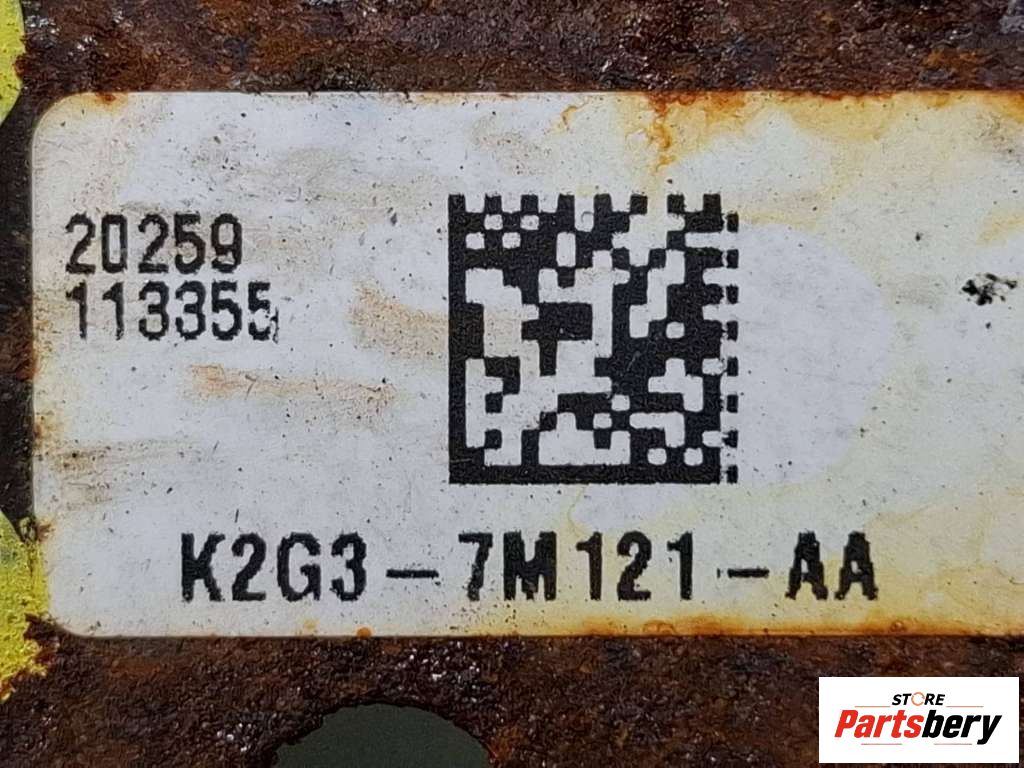 20259
113355
K2G3-7M121-AA
STORE
Partsbery